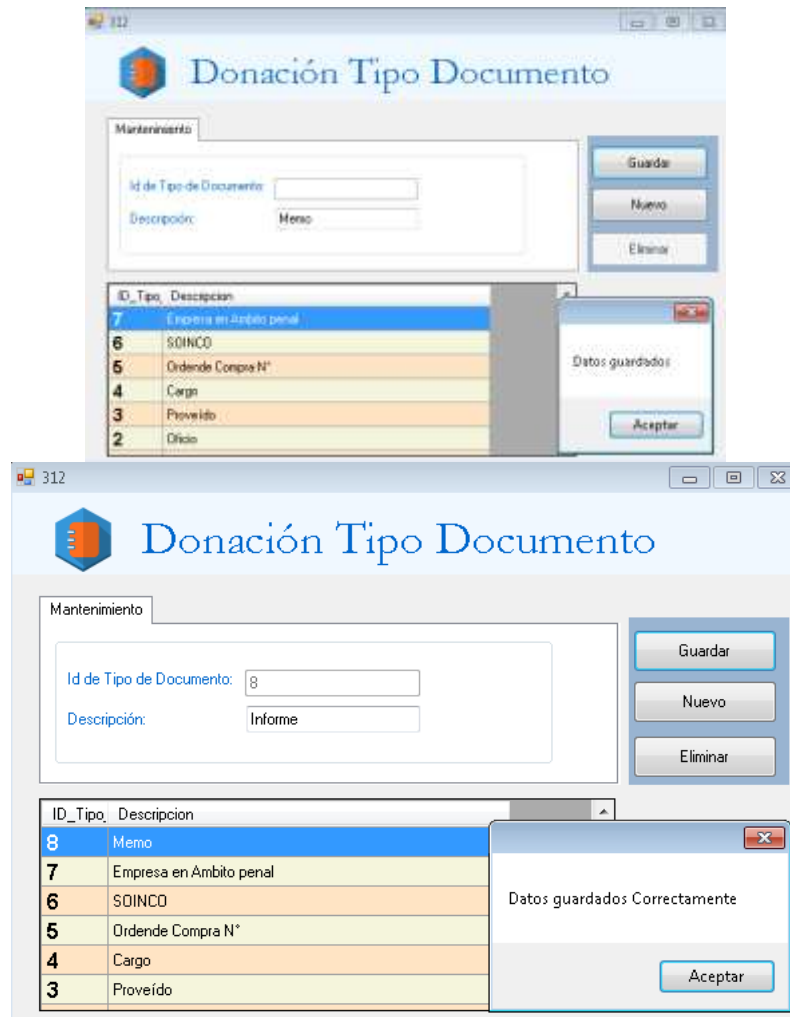 312
Donación Tipo Documento
Mantenimiento
Id de Tipo de Documento:
Descripción: Memo
Guardar
Nuevo
Eliminar
ID_Tipo_ Descripcion
7 Empresa en Ambito penal
6 SOINCO
5 Ordende Compra N°
4 Cargo
3 Proveído
2 Oficio
Datos guardados
Aceptar
312
Donación Tipo Documento
Mantenimiento
Id de Tipo de Documento: 8
Descripción: Informe
Guardar
Nuevo
Eliminar
ID_Tipo_ Descripcion
8 Memo
7 Empresa en Ambito penal
6 SOINCO
5 Ordende Compra N°
4 Cargo
3 Proveído
Datos guardados Correctamente
Aceptar